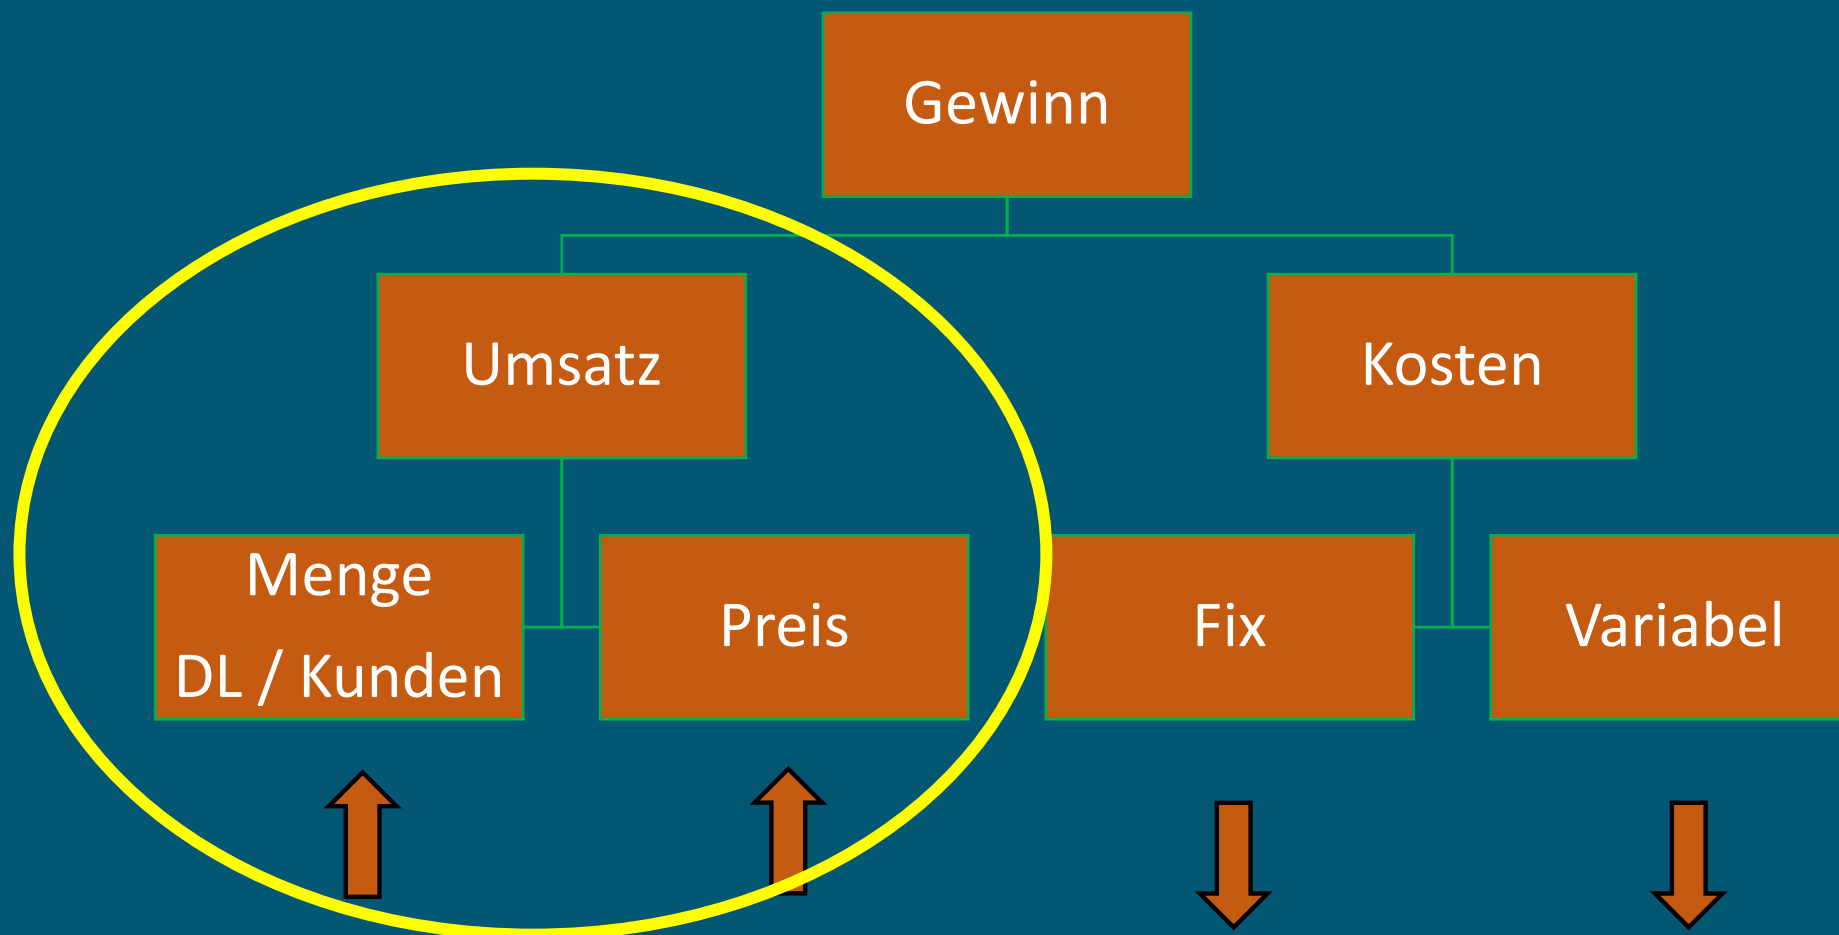 Gewinn
Umsatz
Kosten
Menge
DL / Kunden
Preis
Fix
Variabel